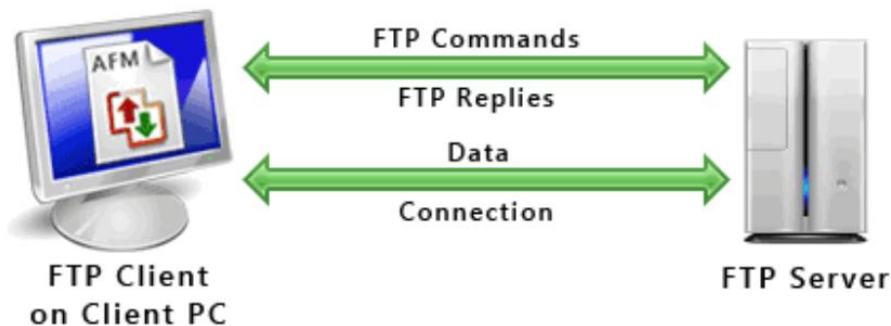 AFM
FTP Commands
FTP Replies
Data
Connection
FTP Client
on Client PC
FTP Server